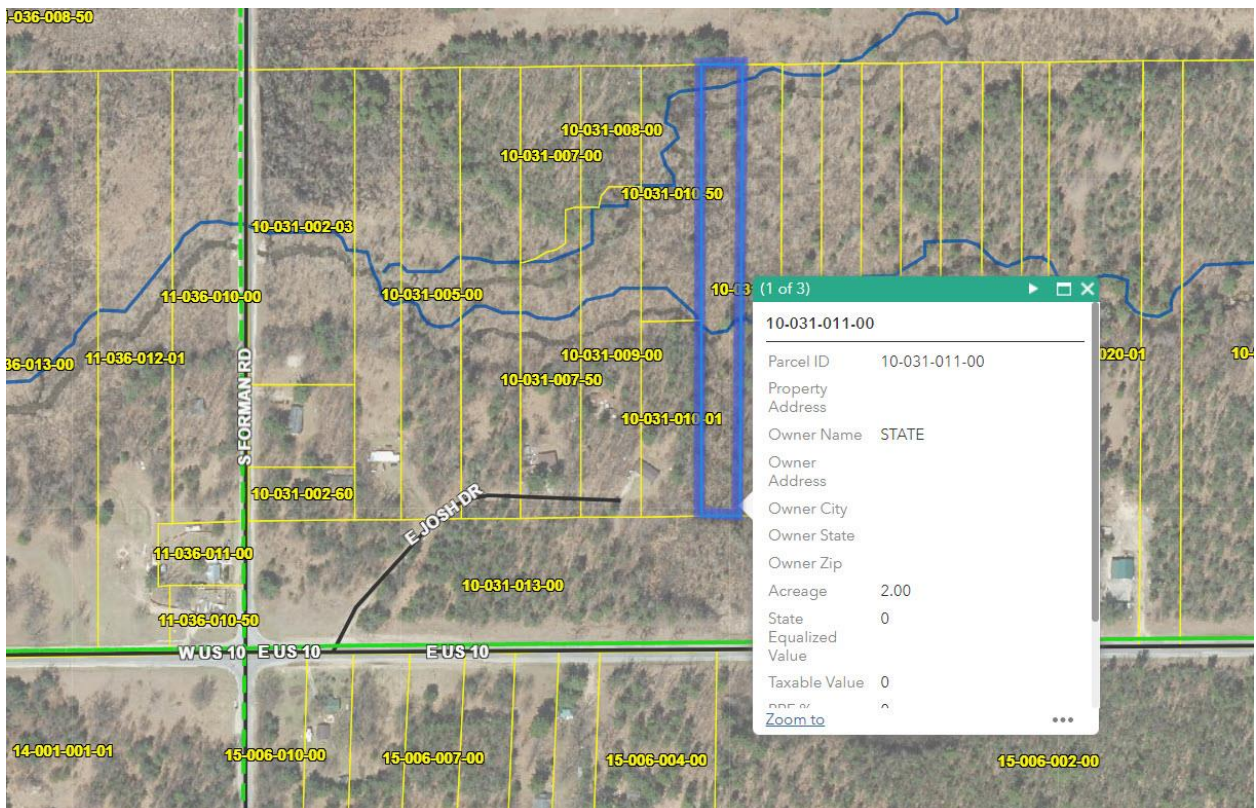 1-036-008-50
10-031-008-00
10-031-007-00
10-031-010-50
10-031-002-03
11-036-010-00
10-031-005-00
10-03
(1 of 3)
10-031-011-00
Parcel ID 10-031-011-00
Property
Address
Owner Name STATE
Owner
Address
Owner City
Owner State
Owner Zip
Acreage 2.00
State 0
Equalized
Value
Taxable Value 0
Zoom to
36-013-00
11-036-012-01
10-031-009-00
10-031-007-50
020-01
10-
10-031-010-01
S FORMAN RD
10-031-002-60
E JOSH DR
11-036-011-00
10-031-013-00
11-036-010-50
W US 10
E US 10
E US 10
14-001-001-01
15-006-010-00
15-006-007-00
15-006-004-00
15-006-002-00